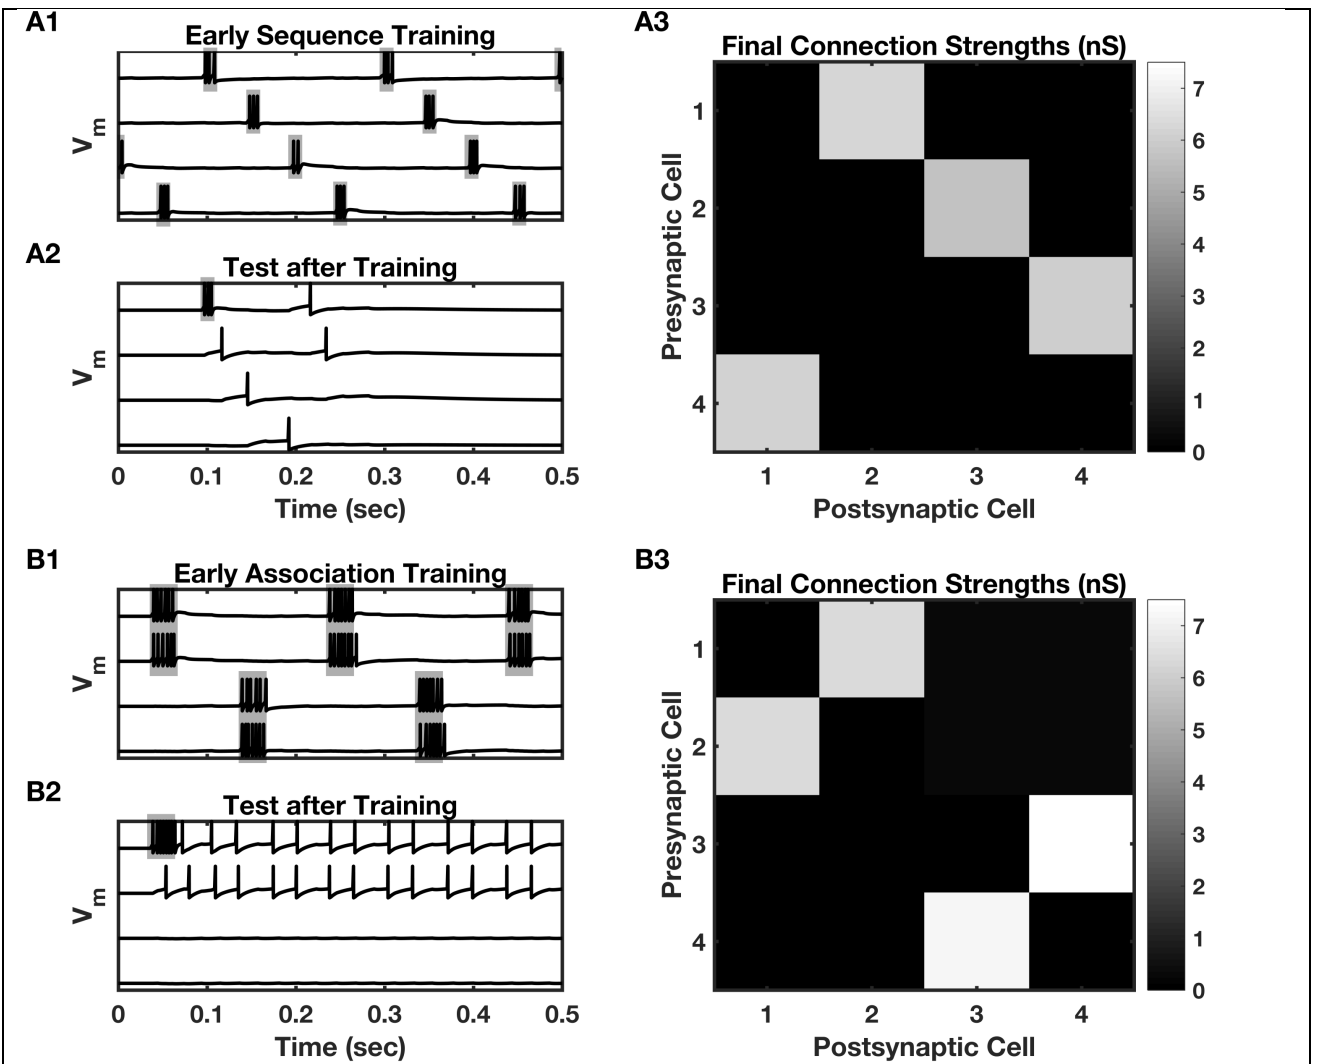 A1
Early Sequence Training
Vm
A2
Test after Training
Vm
0 0.1 0.2 0.3 0.4 0.5
Time (sec)
A3
Final Connection Strengths (nS)
Presynaptic Cell
1
2
3
4
1 2 3 4
Postsynaptic Cell
7
6
5
4
3
2
1
0
B1
Early Association Training
Vm
B2
Test after Training
Vm
0 0.1 0.2 0.3 0.4 0.5
Time (sec)
B3
Final Connection Strengths (nS)
Presynaptic Cell
1
2
3
4
1 2 3 4
Postsynaptic Cell
7
6
5
4
3
2
1
0